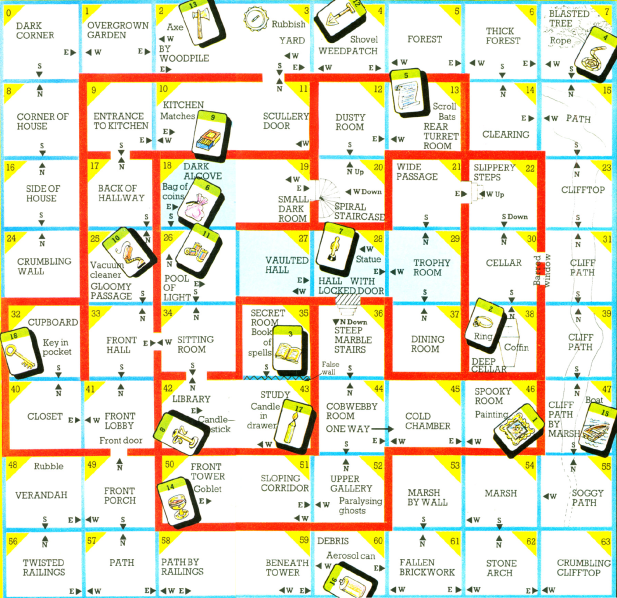 0
DARK
CORNER
E
S
N
1
OVERGROWN
GARDEN
W
E
2
13
Axe
W
BY
WOODPILE
E
3
Rubbish
YARD
W
E
S
N
4
12
Shovel
WEEDPATCH
W
E
5
FOREST
W
E
6
THICK
FOREST
W
E
S
N
7
BLASTED
TREE
Rope
4
W
S
N
8
CORNER OF
HOUSE
S
N
9
ENTRANCE
TO KITCHEN
E
S
N
10
KITCHEN
Matches
9
W
E
11
SCULLERY
DOOR
W
12
DUSTY
ROOM
E
S
N Up
13
5
Scroll
Bats
REAR
TURRET
ROOM
W
14
CLEARING
E
15
PATH
W
S
N
16
SIDE OF
HOUSE
S
N
17
BACK OF
HALLWAY
S
N
18
DARK
ALCOVE
Bag of
coins
6
E
S
N
19
SMALL
DARK
ROOM
E
W
20
W Down
SPIRAL
STAIRCASE
21
WIDE
PASSAGE
E
S
N
22
SLIPPERY
STEPS
W Up
S Down
N
23
CLIFFTOP
S
N
24
CRUMBLING
WALL
25
10
Vacuum
cleaner
GLOOMY
PASSAGE
S
N
26
11
POOL
OF
LIGHT
E
S
N
27
VAULTED
HALL
E
W
28
7
Statue
HALL WITH
LOCKED DOOR
E
W
N Down
29
TROPHY
ROOM
W
S
N
30
CELLAR
Barred
window
S
N
31
CLIFF
PATH
S
N
32
CUPBOARD
Key in
pocket
18
S
N
33
FRONT
HALL
E
S
N
34
SITTING
ROOM
W
S
N
35
SECRET
ROOM
Book
of
spells
3
False
wall
S
N
36
STEEP
MARBLE
STAIRS
S
N
37
DINING
ROOM
38
2
Ring
Coffin
DEEP
CELLAR
39
CLIFF
PATH
S
N
40
CLOSET
E
41
FRONT
LOBBY
Front door
W
S
N
42
LIBRARY
E
Candle-
stick
8
S
N
43
STUDY
Candle
in
drawer
17
W
44
COBWEBBY
ROOM
ONE WAY
E
S
N
45
COLD
CHAMBER
W
E
46
SPOOKY
ROOM
Painting
1
W
47
CLIFF
PATH
BY
MARSH
Boat
15
S
N
48
Rubble
VERANDAH
E
S
N
49
FRONT
PORCH
W
S
N
50
FRONT
TOWER
Goblet
14
E
51
SLOPING
CORRIDOR
W
E
52
UPPER
GALLERY
W
Paralysing
ghosts
53
MARSH
BY WALL
E
S
N
54
MARSH
W
S
N
55
SOGGY
PATH
W
56
TWISTED
RAILINGS
E
57
PATH
W
E
58
PATH BY
RAILINGS
W
E
59
BENEATH
TOWER
W
E
60
DEBRIS
Aerosol can
16
W
E
61
FALLEN
BRICKWORK
W
E
62
STONE
ARCH
W
E
63
CRUMBLING
CLIFFTOP
W